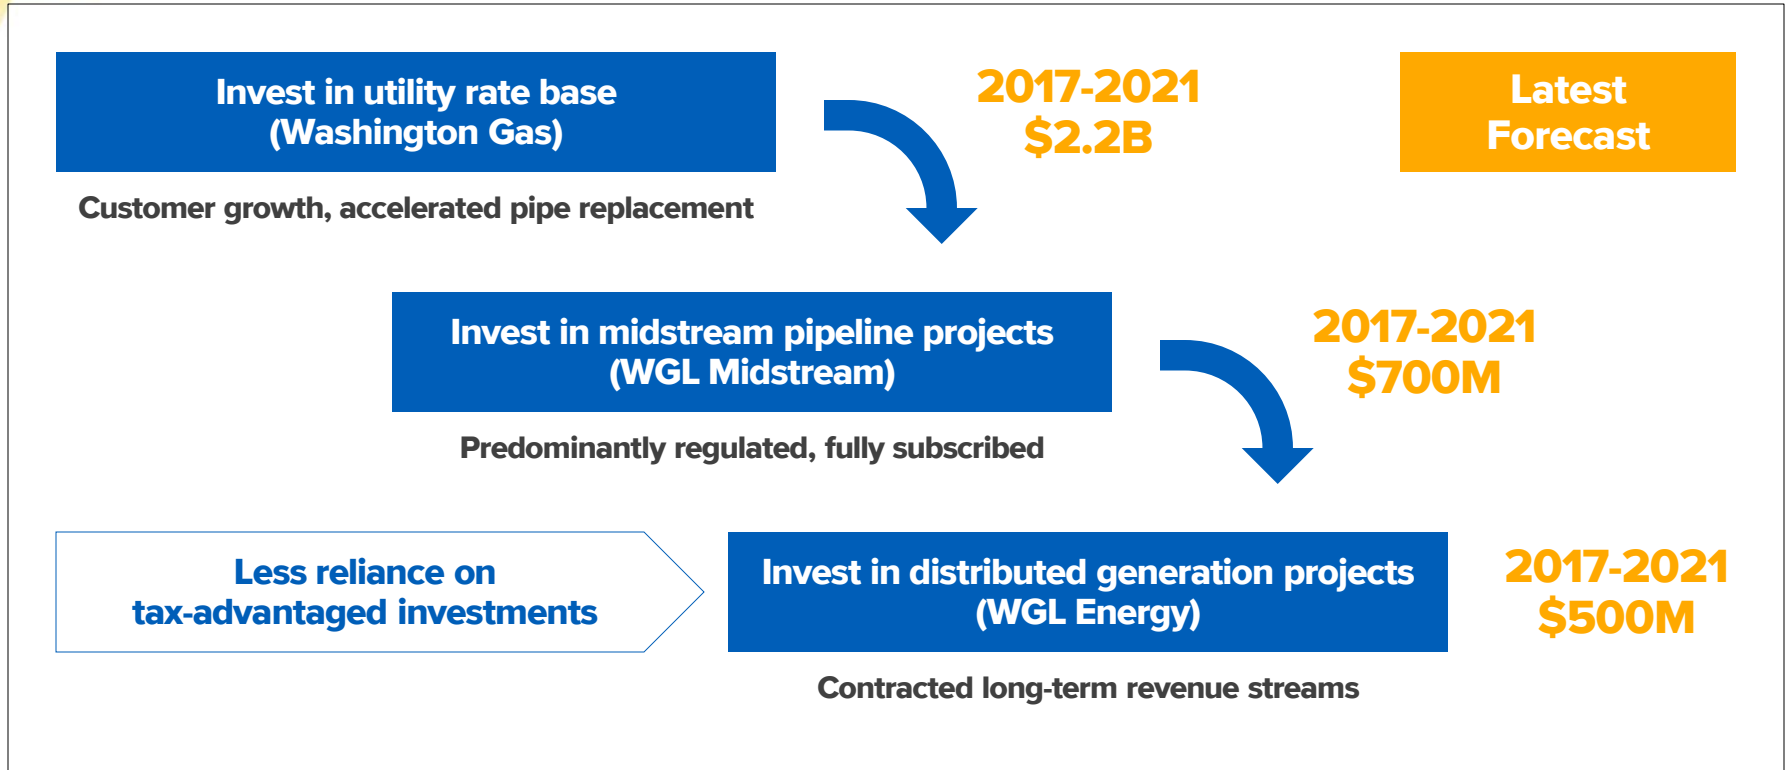 Invest in utility rate base
(Washington Gas)
2017-2021
$2.2B
Latest
Forecast
Customer growth, accelerated pipe replacement
Invest in midstream pipeline projects
(WGL Midstream)
2017-2021
$700M
Predominantly regulated, fully subscribed
Less reliance on
tax-advantaged investments
Invest in distributed generation projects
(WGL Energy)
2017-2021
$500M
Contracted long-term revenue streams